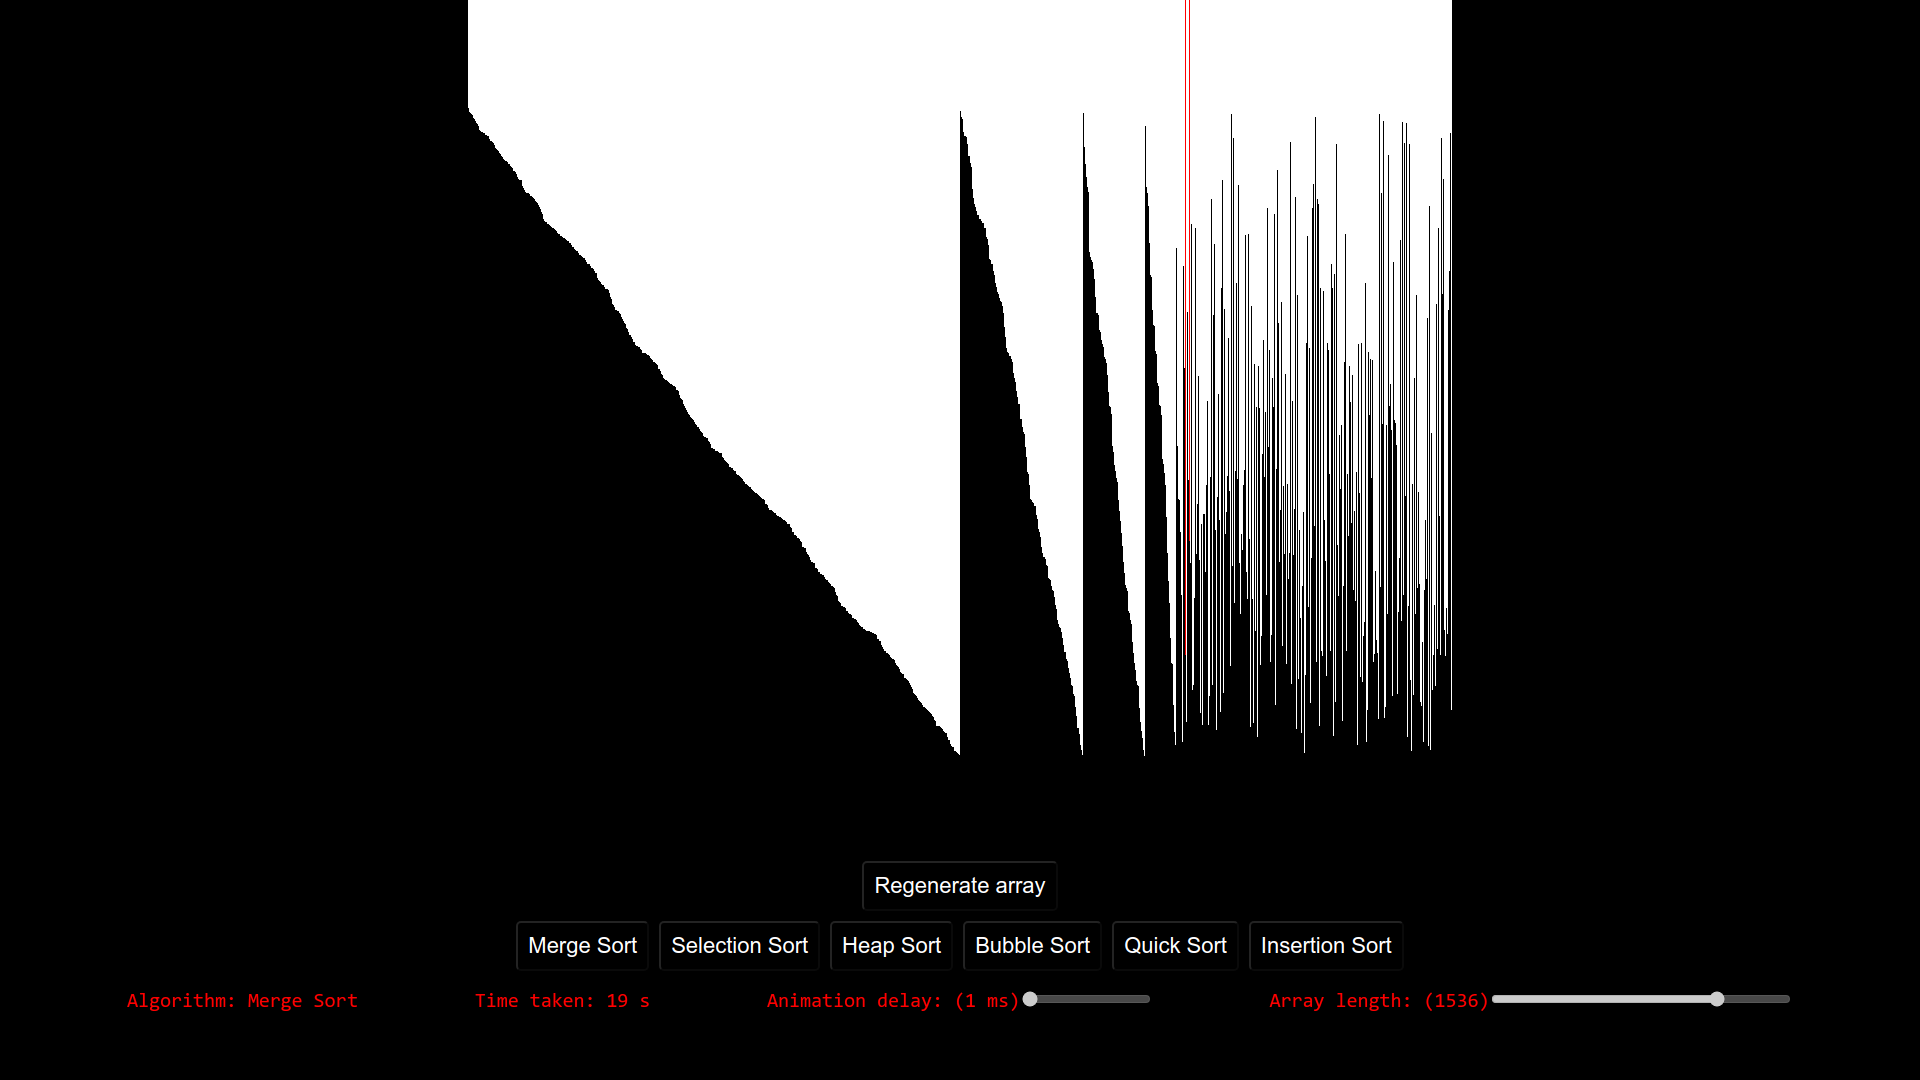 Regenerate array
Merge Sort Selection Sort Heap Sort Bubble Sort Quick Sort Insertion Sort
Algorithm: Merge Sort Time taken: 19 s Animation delay: (1 ms) Array length: (1536)